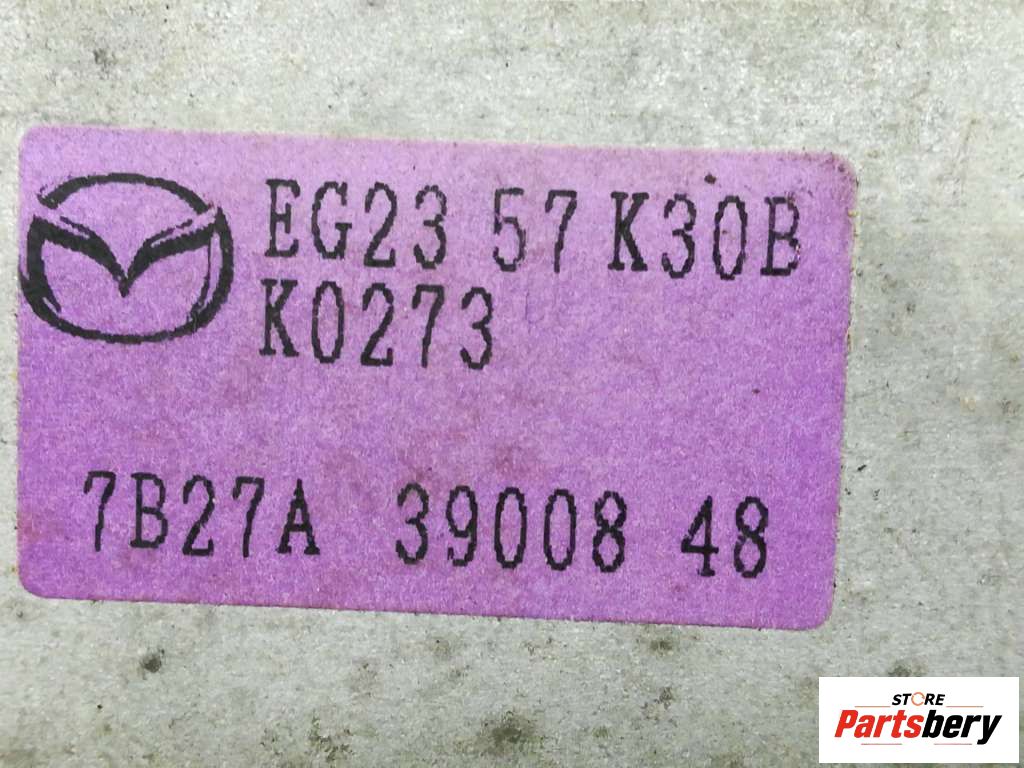 EG23 57 K30B
K0273
7B27A 39008 48
STORE
Partsbery